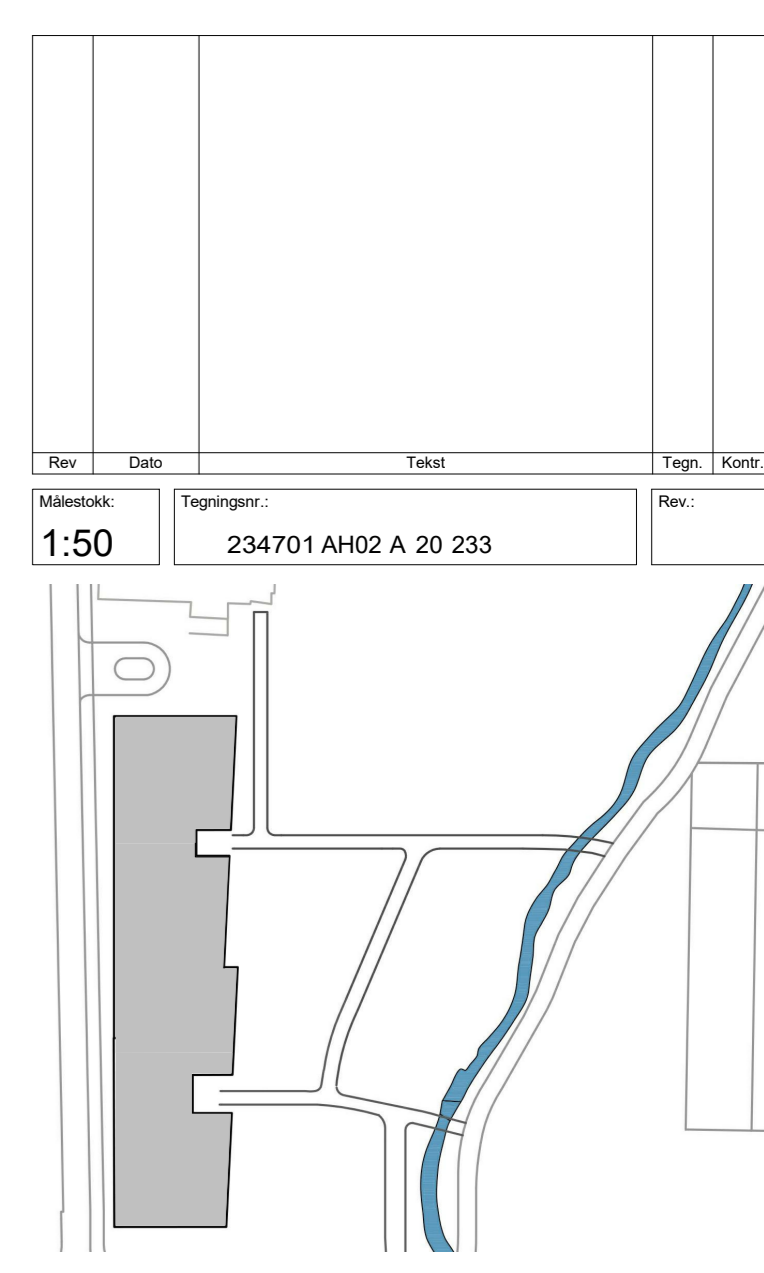 Rev Dato Tekst Tegn. Kontr.
Målestokk: Tegningsnr.: Rev.:
1:50 234701 AH02 A 20 233